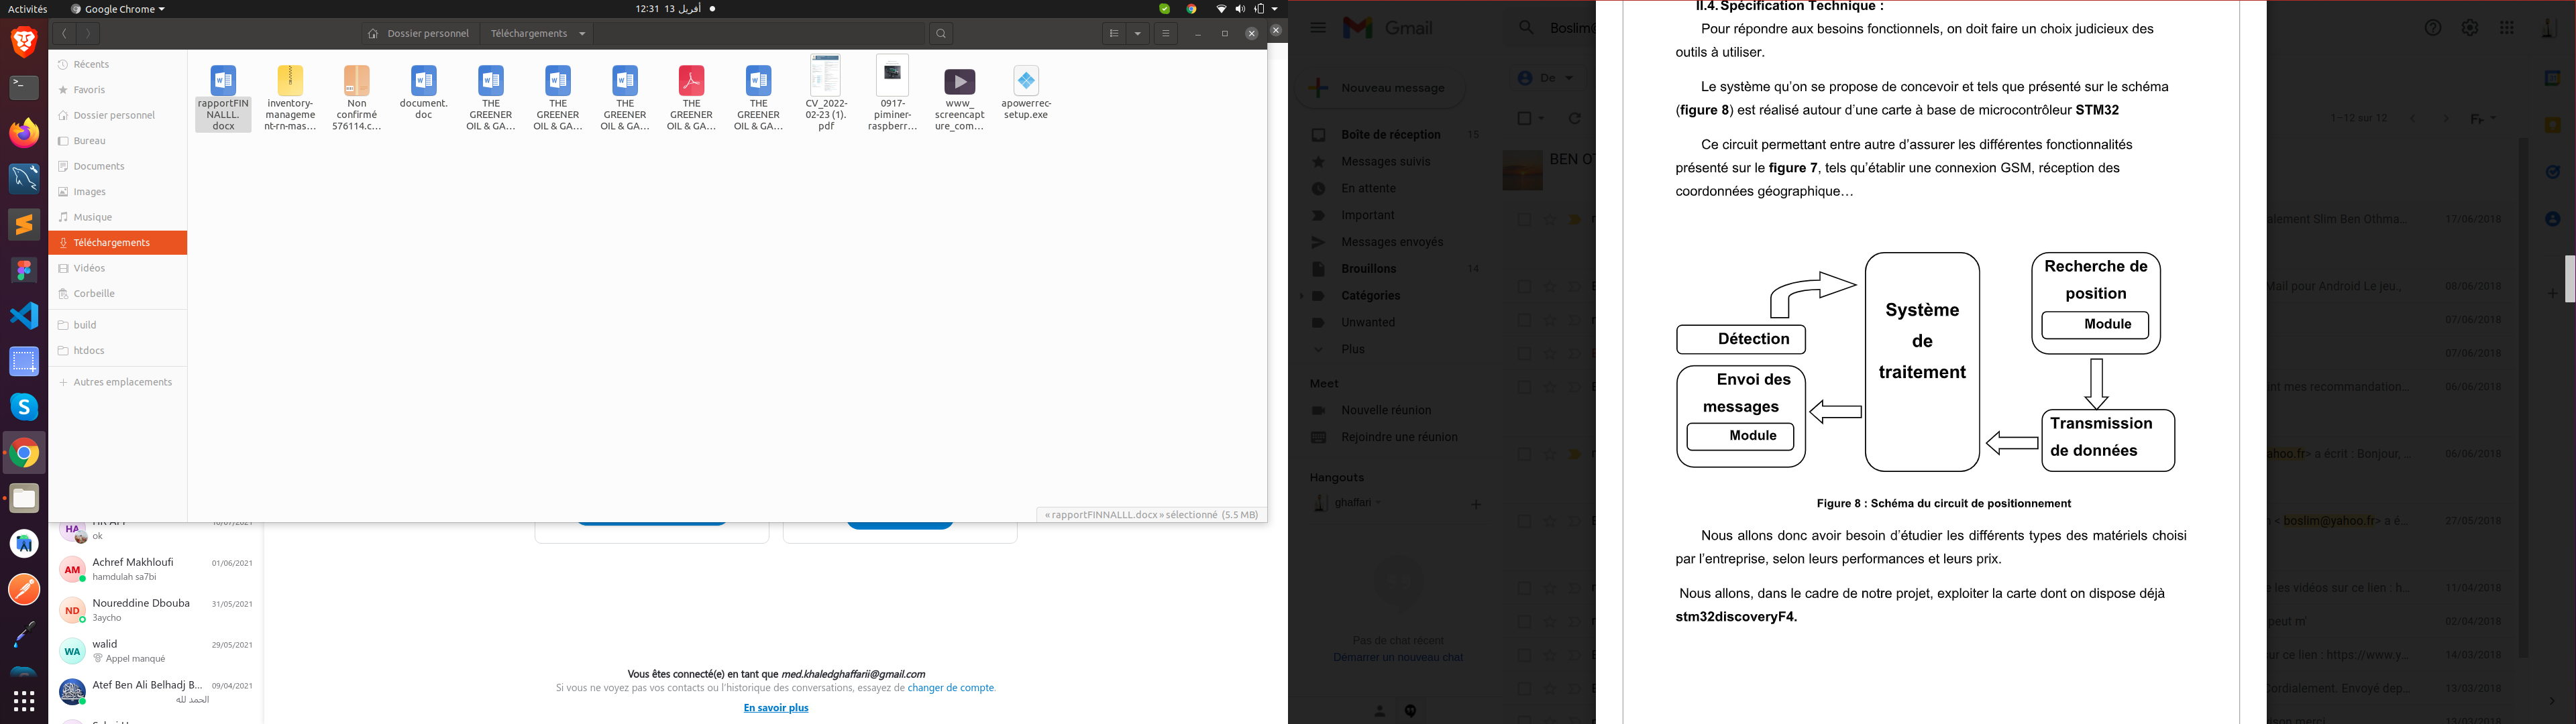 Activités
Google Chrome
12:31 13 أفريل
Dossier personnel
Téléchargements
Récents
Favoris
Dossier personnel
Bureau
Documents
Images
Musique
Téléchargements
Vidéos
Corbeille
build
htdocs
Autres emplacements
rapportFIN
NALLL.
docx
inventory-
manageme
nt-rn-mas…
Non
confirmé
576114.c…
document.
doc
THE
GREENER
OIL & GA…
THE
GREENER
OIL & GA…
THE
GREENER
OIL & GA…
THE
GREENER
OIL & GA…
THE
GREENER
OIL & GA…
CV_2022-
02-23 (1).
pdf
0917-
piminer-
raspberr…
www_
screencapt
ure_com…
apowerrec-
setup.exe
« rapportFINNALLL.docx » sélectionné (5.5 MB)
HA
ok
AM
Achref Makhloufi
01/06/2021
hamdulah sa7bi
ND
Noureddine Dbouba
31/05/2021
3aycho
WA
walid
29/05/2021
Appel manqué
Atef Ben Ali Belhadj B...
09/04/2021
الحمد لله
Vous êtes connecté(e) en tant que med.khaledghaffarii@gmail.com
Si vous ne voyez pas vos contacts ou l'historique des conversations, essayez de changer de compte.
En savoir plus
Gmail
Boslim@
De
Nouveau message
Boîte de réception 15
Messages suivis
En attente
Important
Messages envoyés
Brouillons 14
Catégories
Unwanted
Plus
Meet
Nouvelle réunion
Rejoindre une réunion
Hangouts
ghaffari
Pas de chat récent
Démarrer un nouveau chat
BEN OT
1–12 sur 12
alement Slim Ben Othma... 17/06/2018
Mail pour Android Le jeu., 08/06/2018
07/06/2018
07/06/2018
int mes recommandation... 06/06/2018
ahoo.fr> a écrit : Bonjour, ... 06/06/2018
n < boslim@yahoo.fr> a é... 27/05/2018
e les vidéos sur ce lien : h... 11/04/2018
peut m' 02/04/2018
ur ce lien : https://www.y... 14/03/2018
Cordialement. Envoyé dep... 13/03/2018
II.4. Spécification Technique :
Pour répondre aux besoins fonctionnels, on doit faire un choix judicieux des
outils à utiliser.
Le système qu'on se propose de concevoir et tels que présenté sur le schéma
(figure 8) est réalisé autour d'une carte à base de microcontrôleur STM32
Ce circuit permettant entre autre d'assurer les différentes fonctionnalités
présenté sur le figure 7, tels qu'établir une connexion GSM, réception des
coordonnées géographique…
Détection
Envoi des
messages
Module
Système
de
traitement
Recherche de
position
Module
Transmission
de données
Figure 8 : Schéma du circuit de positionnement
Nous allons donc avoir besoin d'étudier les différents types des matériels choisi
par l'entreprise, selon leurs performances et leurs prix.
Nous allons, dans le cadre de notre projet, exploiter la carte dont on dispose déjà
stm32discoveryF4.